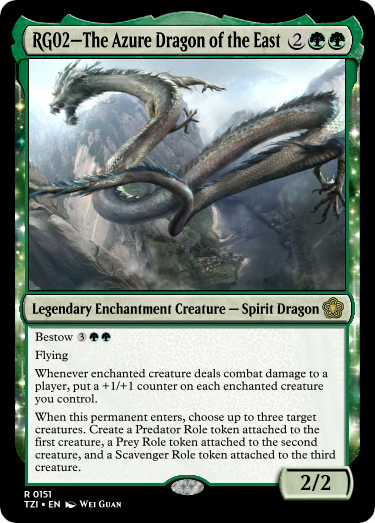 RG02–The Azure Dragon of the East 2
Legendary Enchantment Creature — Spirit Dragon
Bestow 3
Flying
Whenever enchanted creature deals combat damage to a
player, put a +1/+1 counter on each enchanted creature
you control.
When this permanent enters, choose up to three target
creatures. Create a Predator Role token attached to the
first creature, a Prey Role token attached to the second
creature, and a Scavenger Role token attached to the third
creature.
2/2
R 0151
TZI • EN Wei Guan